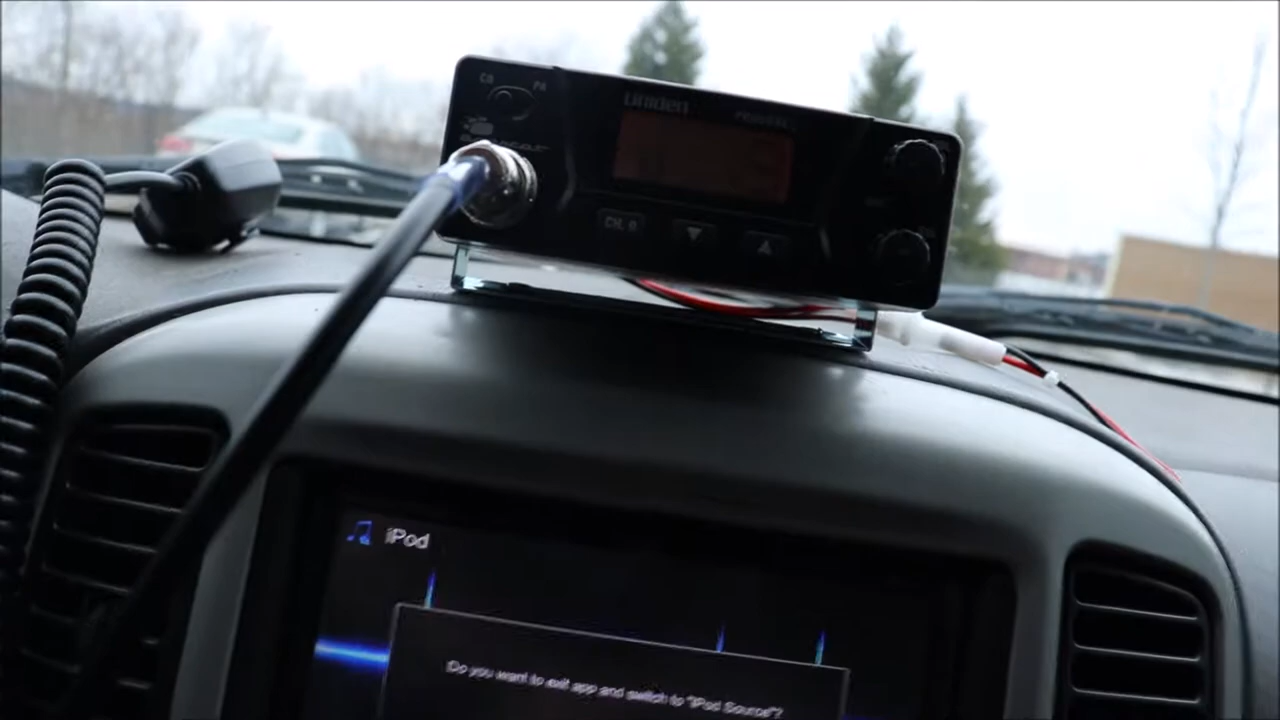 CB PA
Uniden
CH. 9
iPod
Do you want to exit app and switch to "iPod Source"?